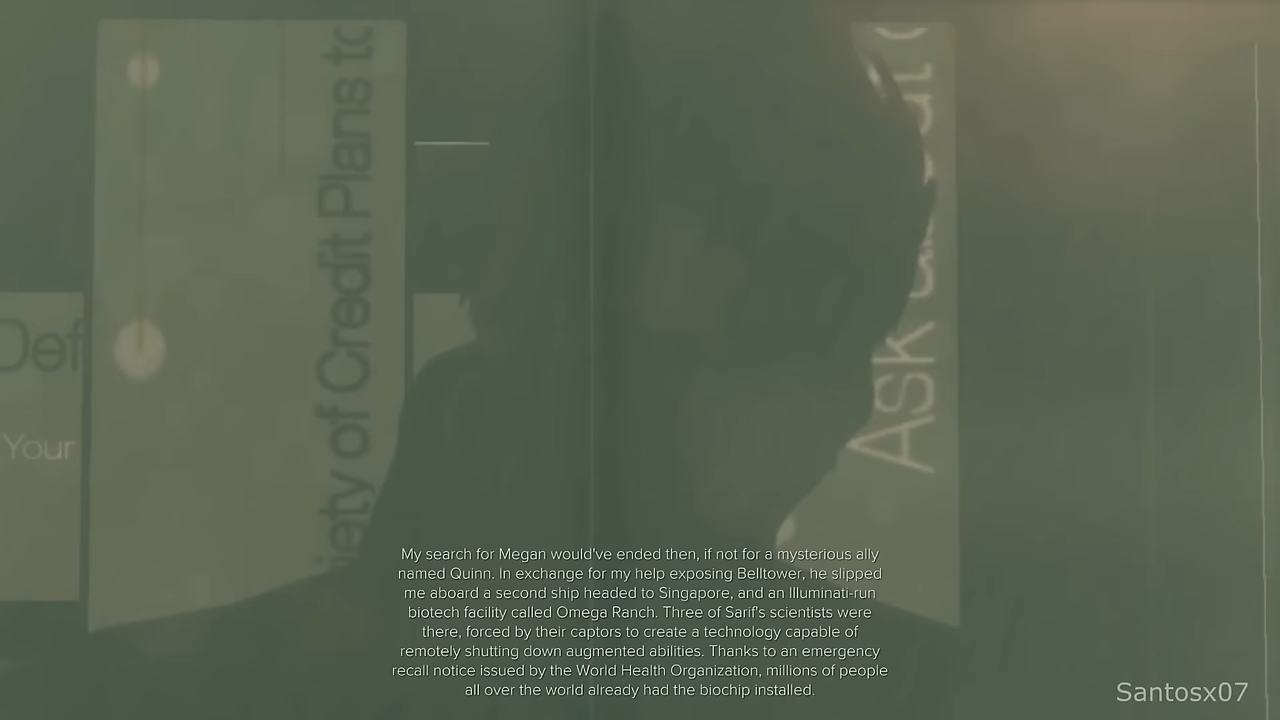 Def
Your
iety of Credit Plans to
Ask
My search for Megan would've ended then, if not for a mysterious ally
named Quinn. In exchange for my help exposing Belltower, he slipped
me aboard a second ship headed to Singapore, and an Illuminati-run
biotech facility called Omega Ranch. Three of Sarif's scientists were
there, forced by their captors to create a technology capable of
remotely shutting down augmented abilities. Thanks to an emergency
recall notice issued by the World Health Organization, millions of people
all over the world already had the biochip installed.
Santosx07